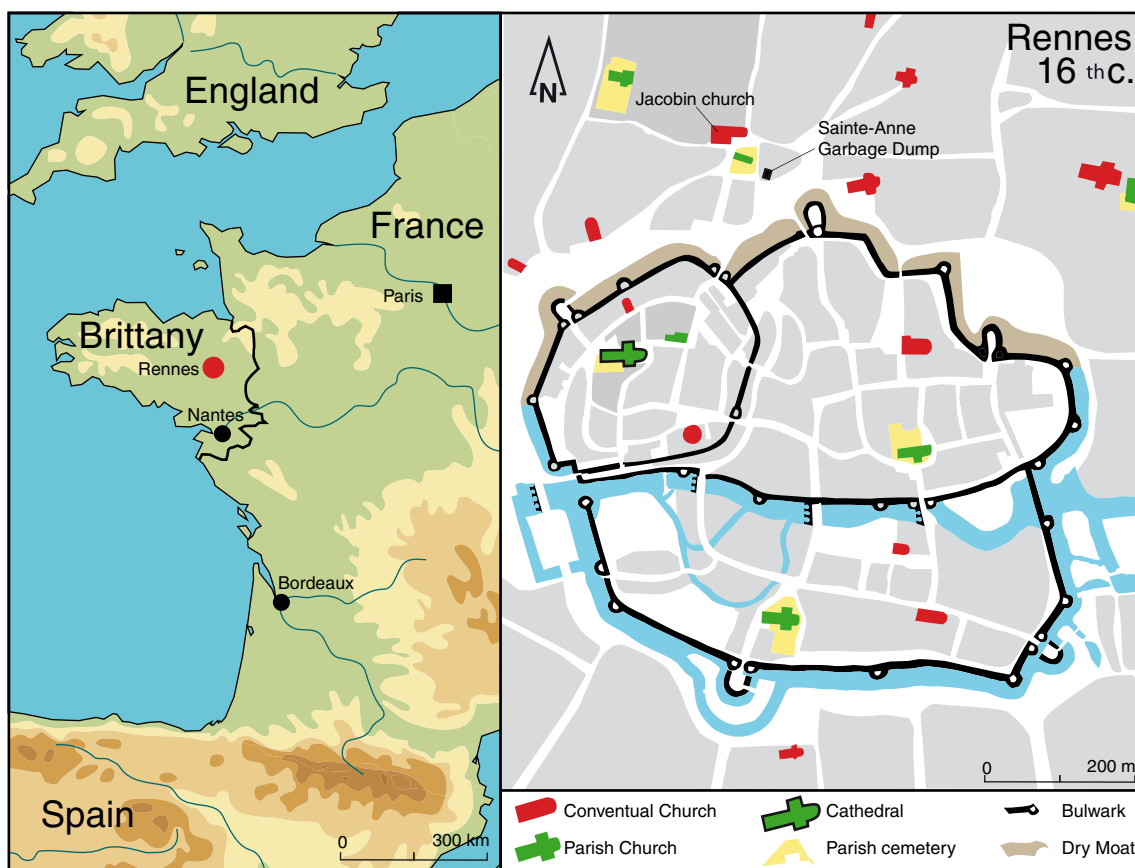 England
France
Paris
Brittany
Rennes
Nantes
Bordeaux
Spain
0 300 km
Rennes
16 th c.
N
Jacobin church
Sainte-Anne
Garbage Dump
0 200 m
Conventual Church
Cathedral
Bulwark
Parish Church
Parish cemetery
Dry Moat